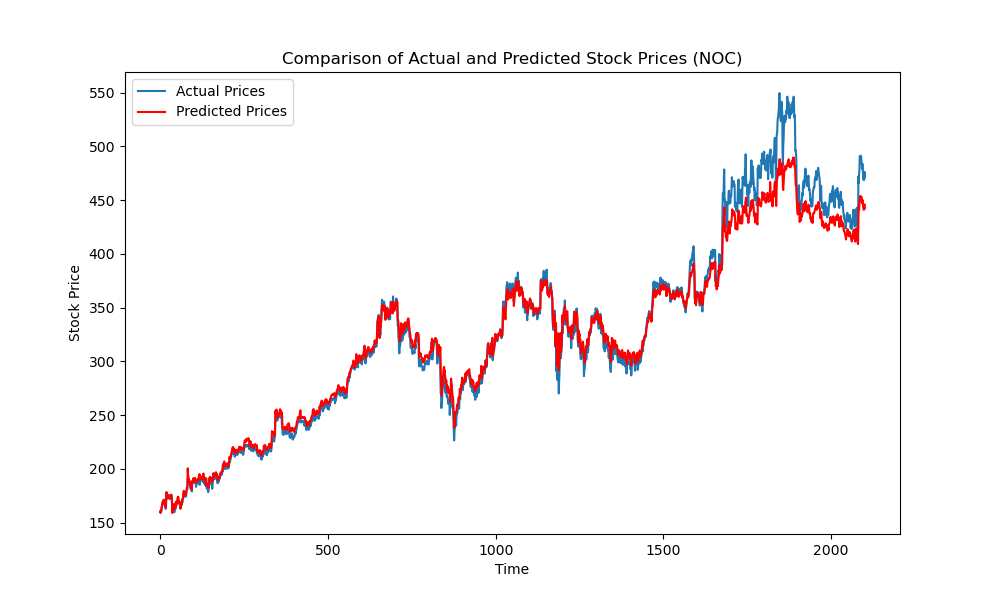 Comparison of Actual and Predicted Stock Prices (NOC)
Actual Prices
Predicted Prices
550
500
450
400
350
300
250
200
150
Stock Price
0 500 1000 1500 2000
Time